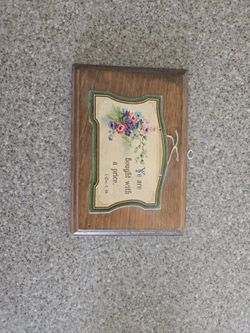 Ye are
bought with
a price.